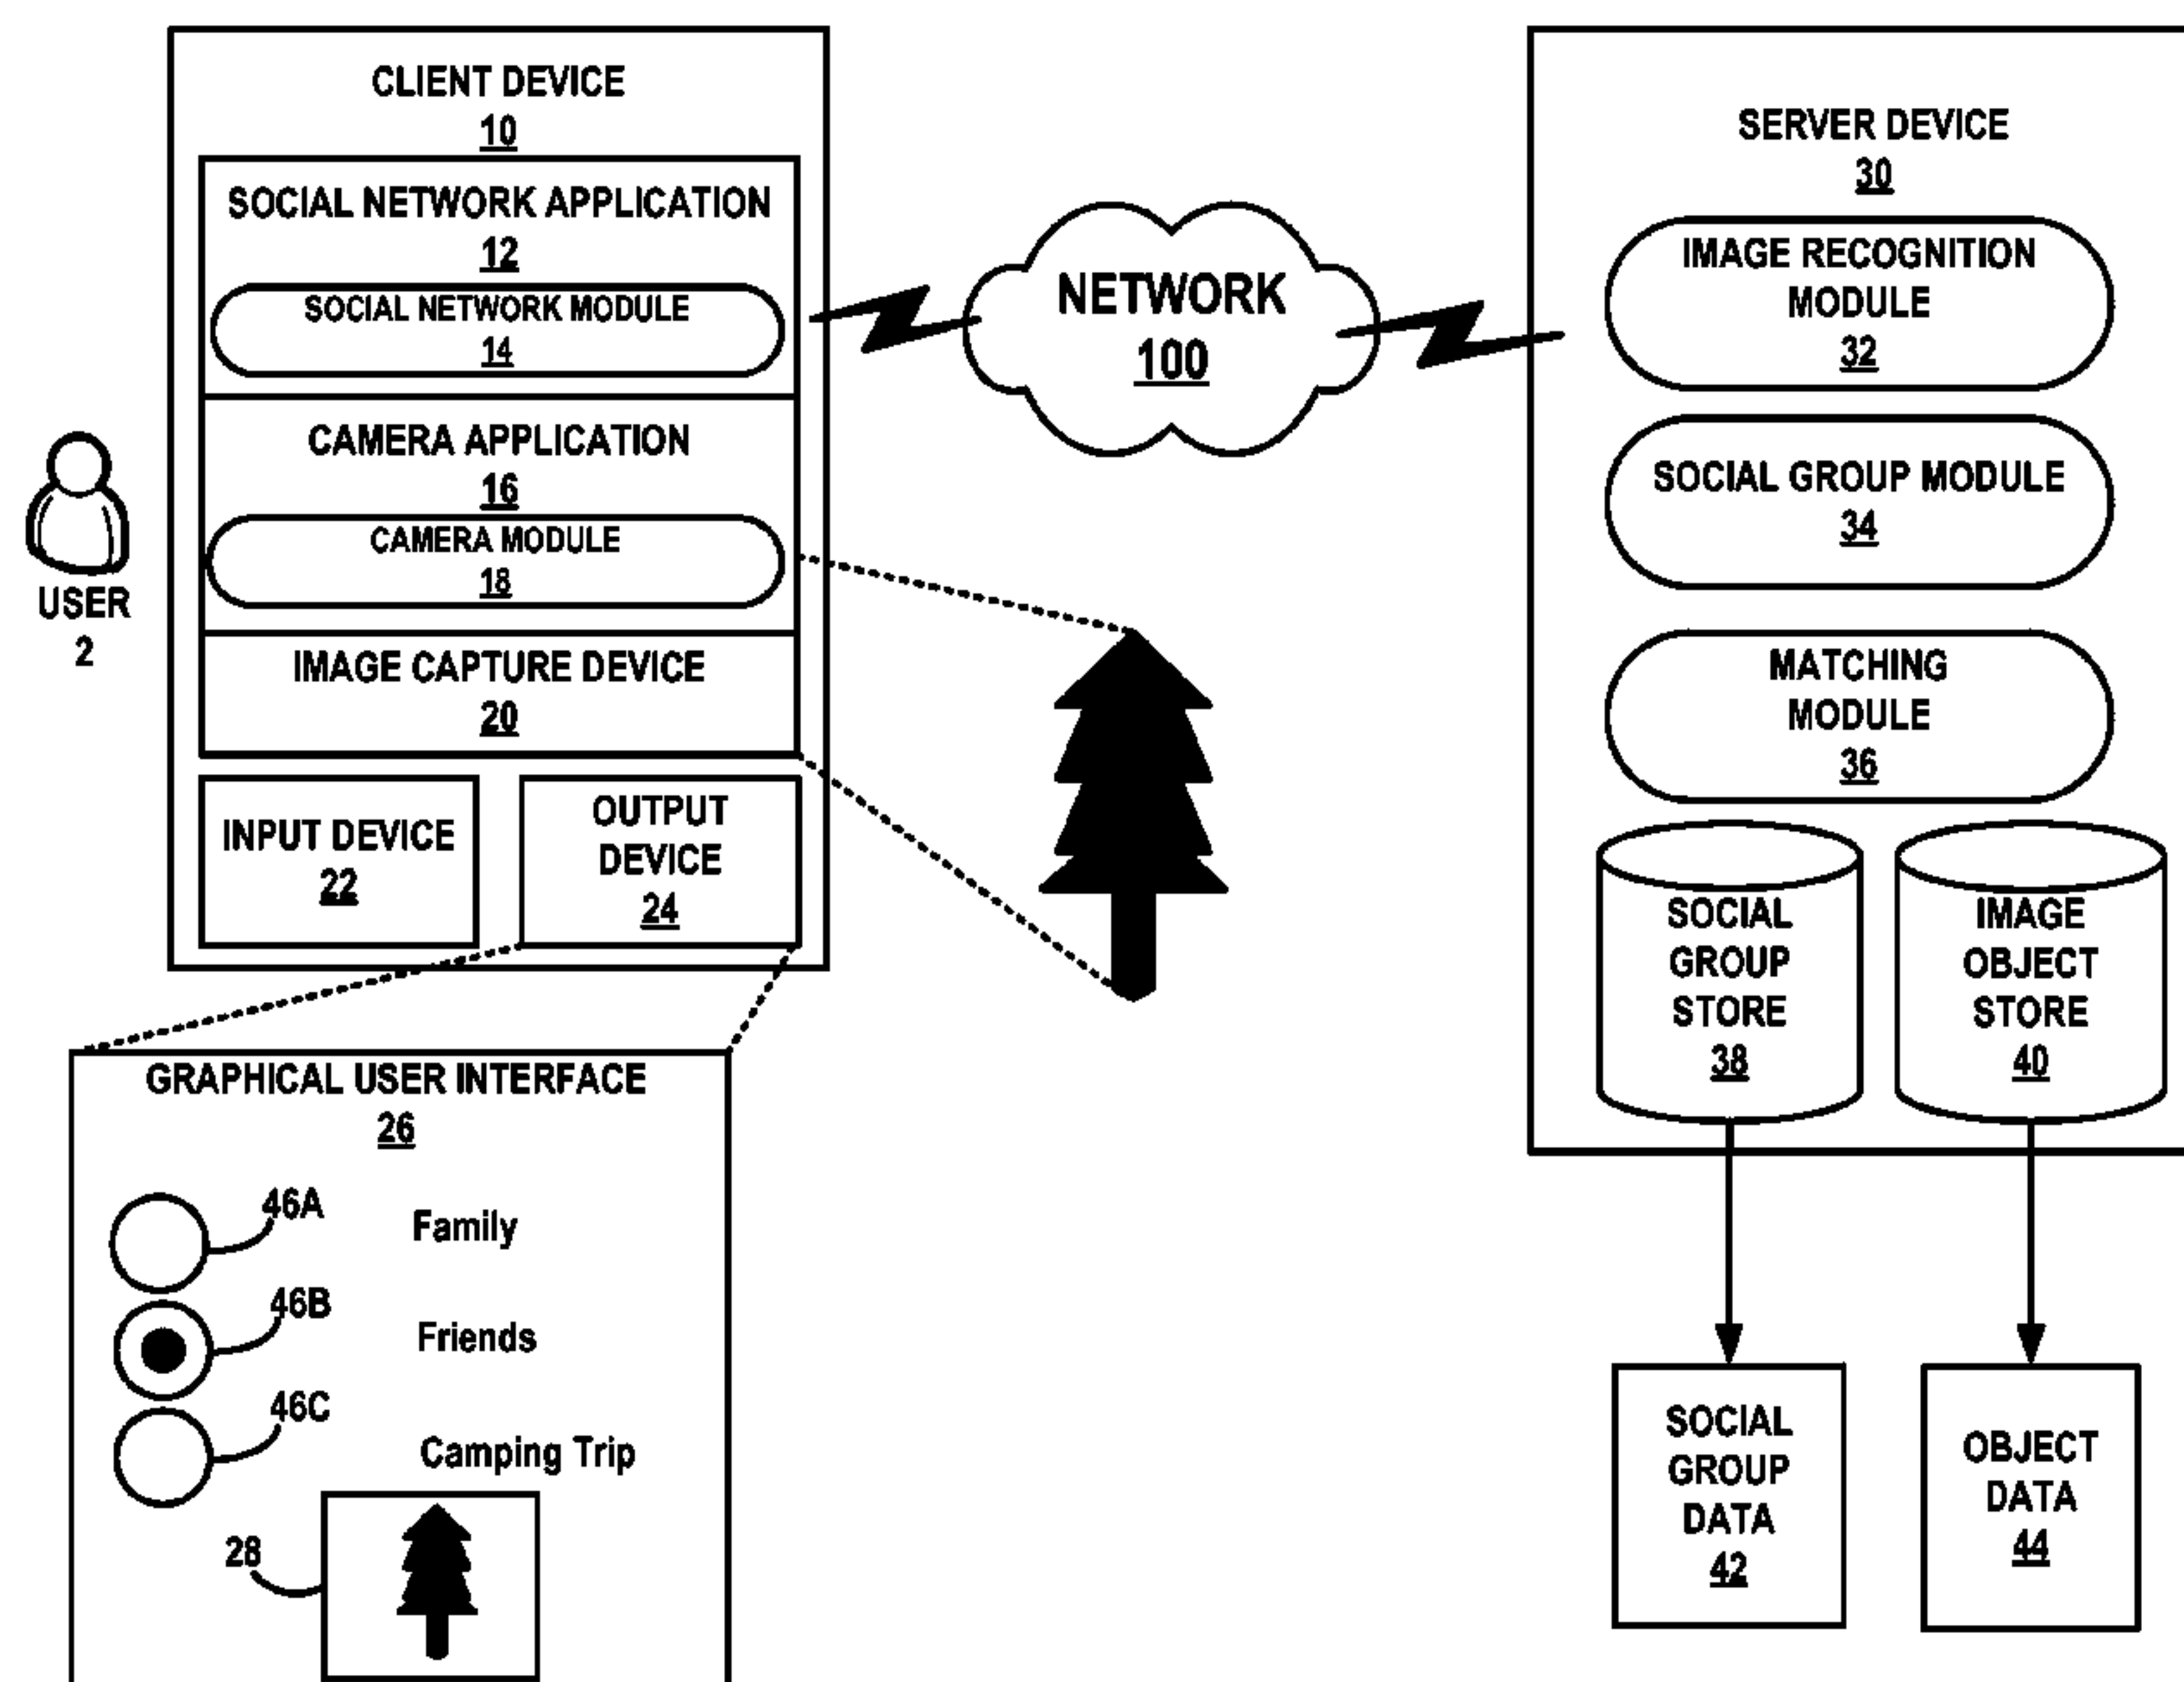 CLIENT DEVICE
10
SOCIAL NETWORK APPLICATION
12
SOCIAL NETWORK MODULE
14
CAMERA APPLICATION
16
CAMERA MODULE
18
IMAGE CAPTURE DEVICE
20
INPUT DEVICE
22
OUTPUT
DEVICE
24
USER
2
NETWORK
100
SERVER DEVICE
30
IMAGE RECOGNITION
MODULE
32
SOCIAL GROUP MODULE
34
MATCHING
MODULE
36
SOCIAL
GROUP
STORE
38
IMAGE
OBJECT
STORE
40
SOCIAL
GROUP
DATA
42
OBJECT
DATA
44
GRAPHICAL USER INTERFACE
26
46A
Family
46B
Friends
46C
Camping Trip
28